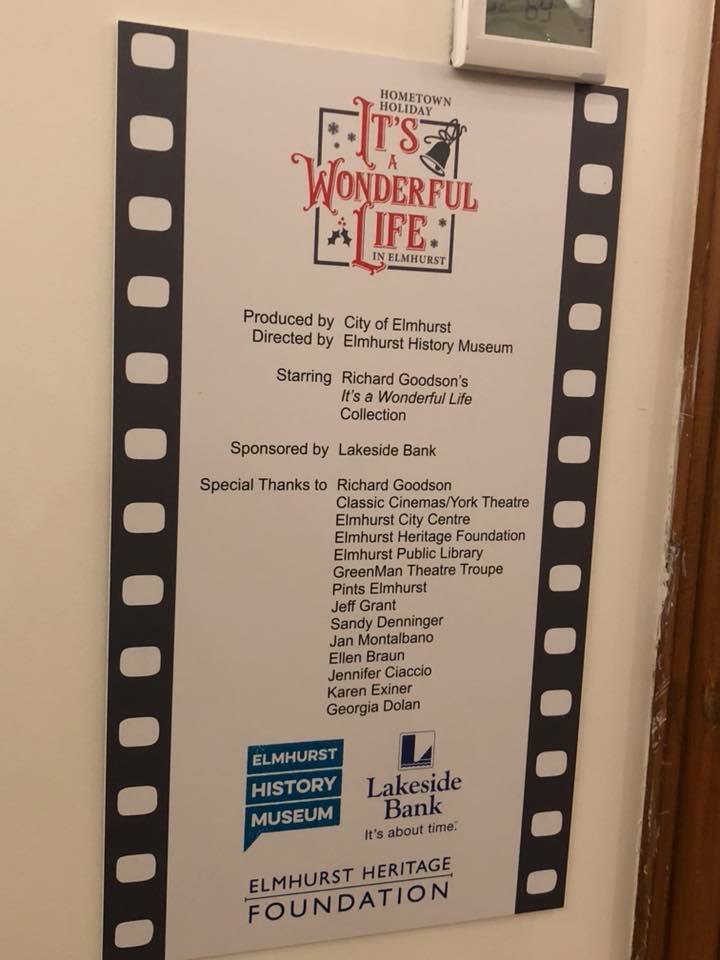 69
HOMETOWN
HOLIDAY
IT'S
A
WONDERFUL
LIFE
IN ELMHURST
Produced by City of Elmhurst
Directed by Elmhurst History Museum
Starring Richard Goodson's
It's a Wonderful Life
Collection
Sponsored by Lakeside Bank
Special Thanks to Richard Goodson
Classic Cinemas/York Theatre
Elmhurst City Centre
Elmhurst Heritage Foundation
Elmhurst Public Library
GreenMan Theatre Troupe
Pints Elmhurst
Jeff Grant
Sandy Denninger
Jan Montalbano
Ellen Braun
Jennifer Ciaccio
Karen Exiner
Georgia Dolan
ELMHURST
HISTORY
MUSEUM
Lakeside
Bank
It's about time.
ELMHURST HERITAGE
FOUNDATION